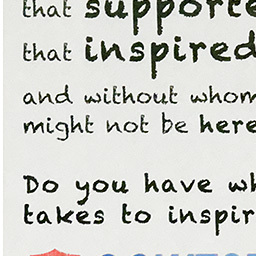 that supporte
that inspired
and without whom
might not be here
Do you have wh
takes to inspir